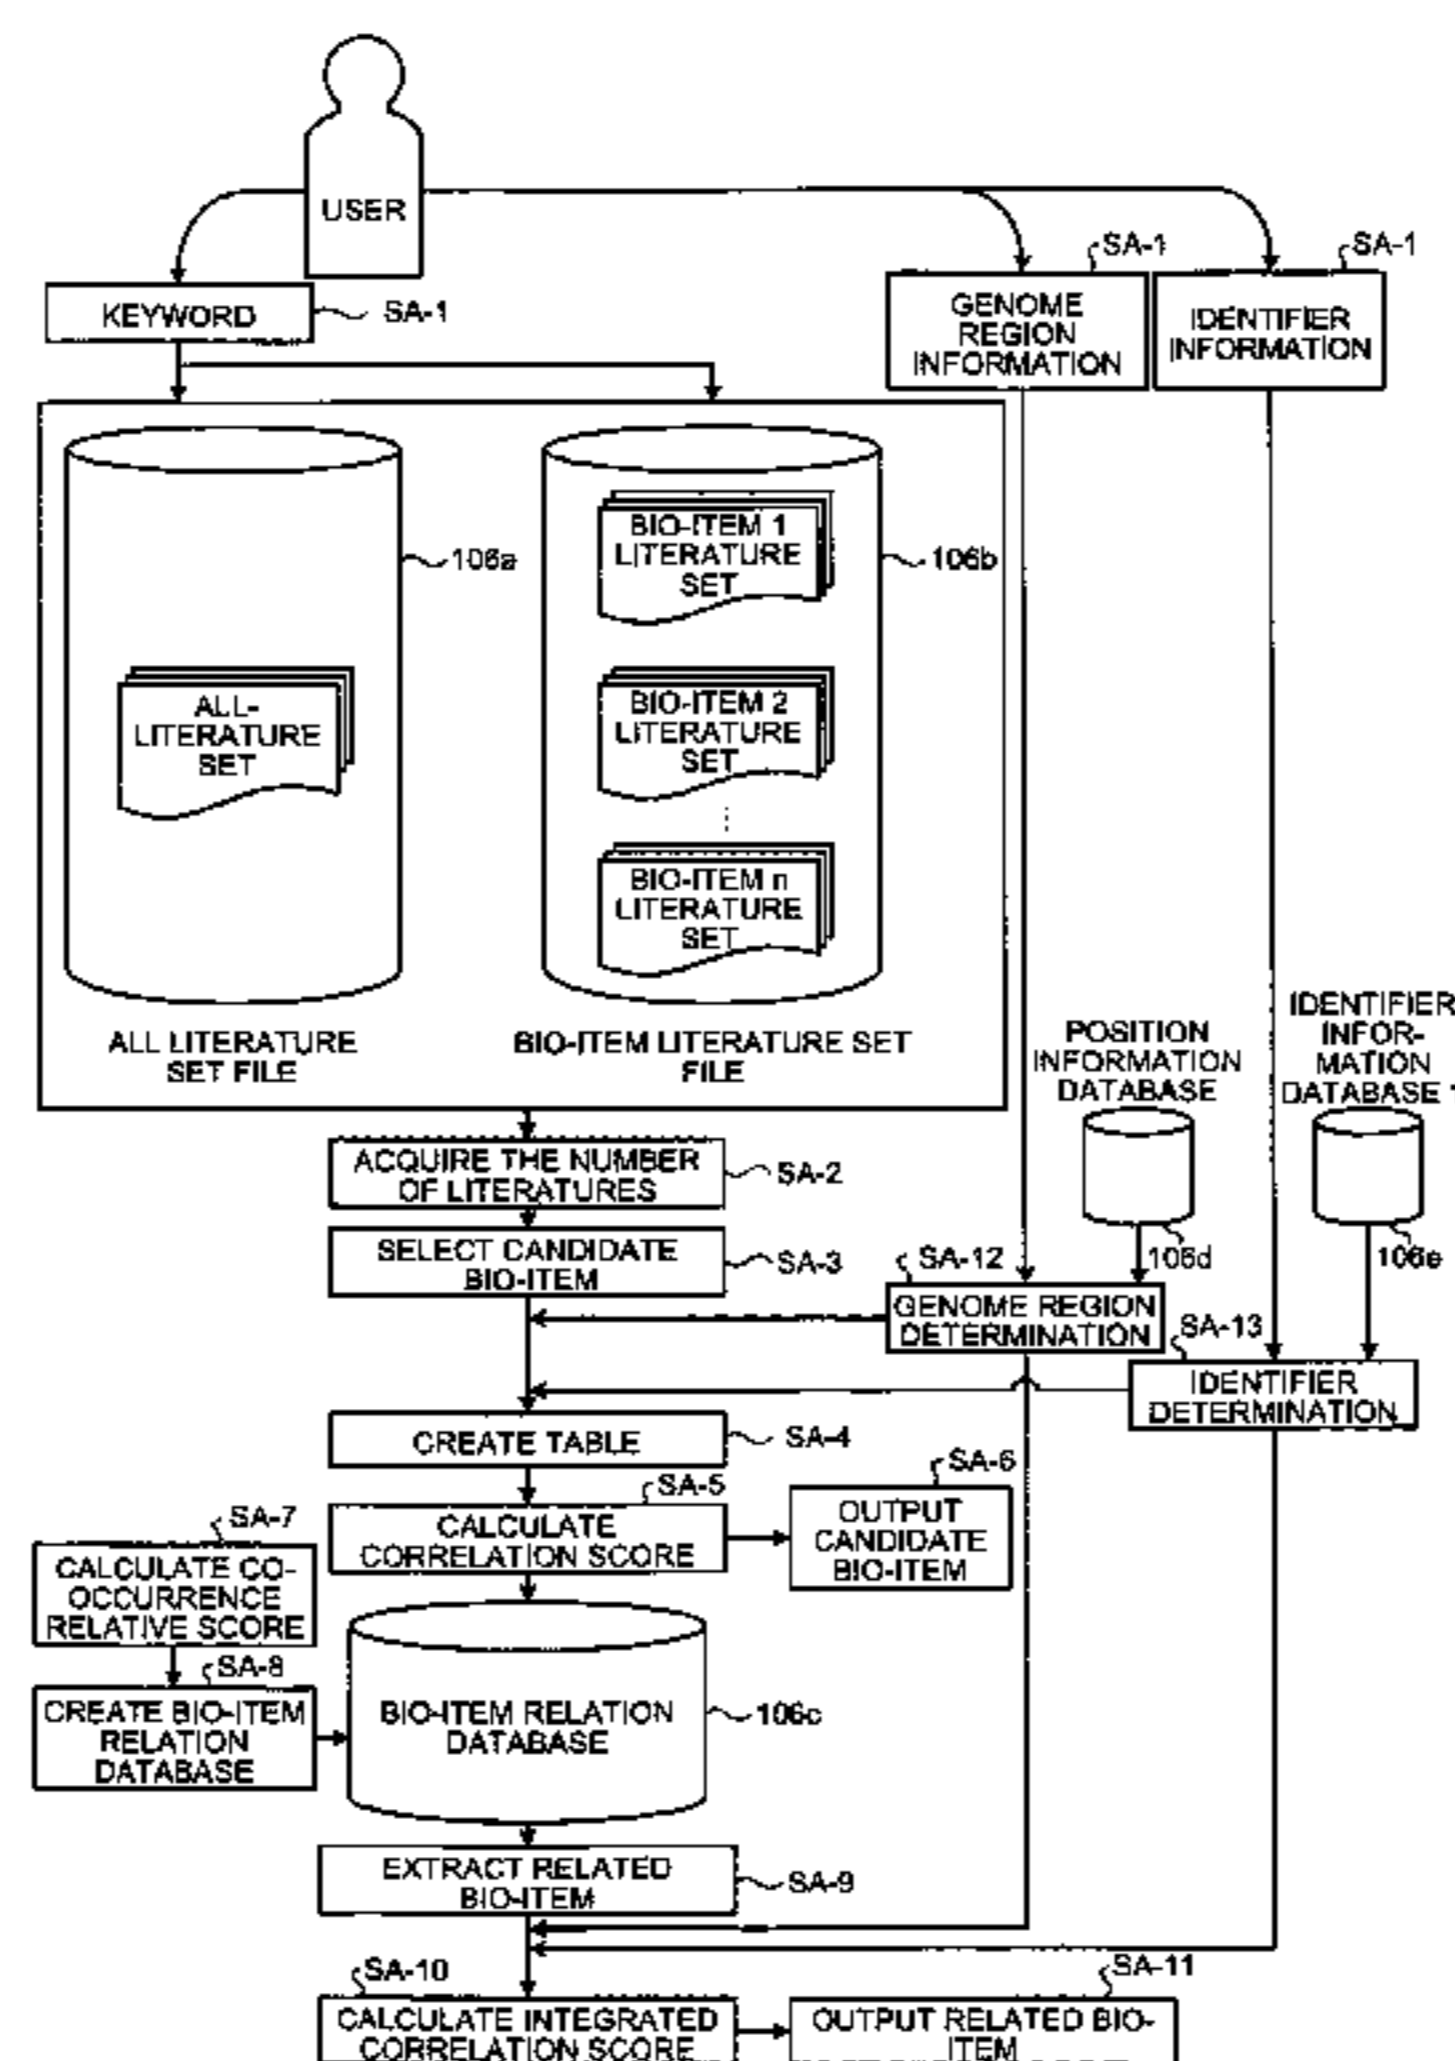 USER
SA-1
SA-1
KEYWORD
SA-1
GENOME
REGION
INFORMATION
IDENTIFIER
INFORMATION
BIO-ITEM 1
LITERATURE
SET
106a
106b
ALL-
LITERATURE
SET
BIO-ITEM 2
LITERATURE
SET
BIO-ITEM n
LITERATURE
SET
ALL LITERATURE
SET FILE
BIO-ITEM LITERATURE SET
FILE
POSITION
INFORMATION
DATABASE
IDENTIFIER
INFOR-
MATION
DATABASE
ACQUIRE THE NUMBER
OF LITERATURES
SA-2
SELECT CANDIDATE
BIO-ITEM
SA-3
SA-12
106d
106e
GENOME REGION
DETERMINATION
SA-13
IDENTIFIER
DETERMINATION
CREATE TABLE
SA-4
SA-5
SA-6
CALCULATE
CORRELATION SCORE
OUTPUT
CANDIDATE
BIO-ITEM
SA-7
CALCULATE CO-
OCCURRENCE
RELATIVE SCORE
SA-8
CREATE BIO-ITEM
RELATION
DATABASE
BIO-ITEM RELATION
DATABASE
106c
EXTRACT RELATED
BIO-ITEM
SA-9
SA-10
SA-11
CALCULATE INTEGRATED
CORRELATION SCORE
OUTPUT RELATED BIO-
ITEM